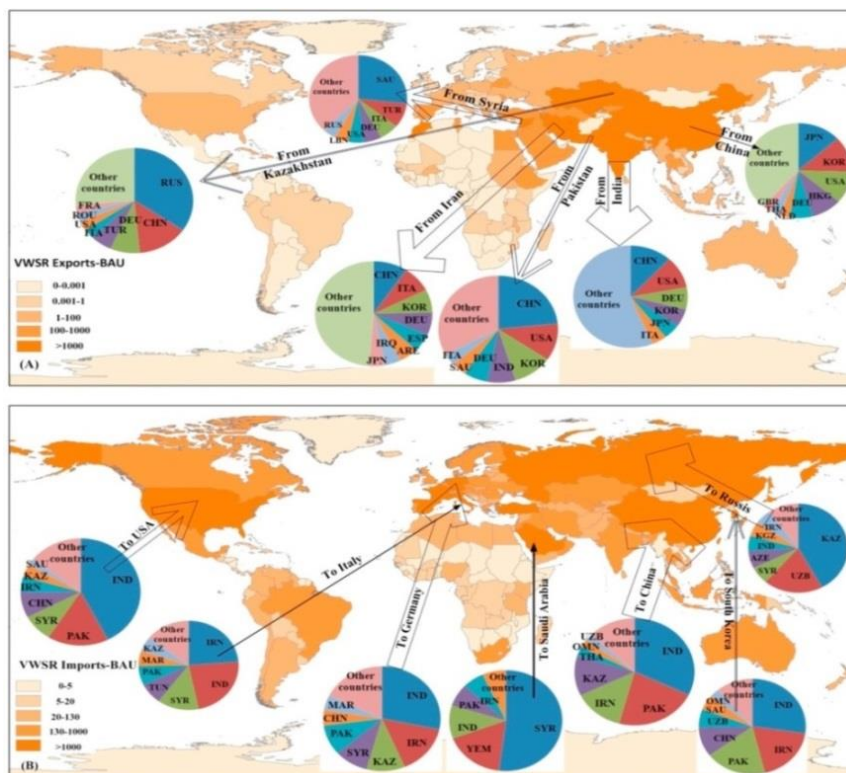 Other
countries
SAU
TUR
ITA
DEU
USA
LBN
RUS
From Syria
From
Kazakhstan
From Iran
From
Pakistan
From
India
From
China
Other
countries
RUS
CHN
DEU
TUR
ITA
USA
ROU
FRA
Other
countries
JPN
KOR
USA
HKG
DEU
NLD
THA
GBR
VWSR Exports-BAU
0-0.001
0.001-1
1-100
100-1000
>1000
(A)
Other
countries
CHN
ITA
KOR
DEU
ESP
ARE
IRQ
JPN
Other
countries
CHN
USA
KOR
IND
DEU
SAU
ITA
Other
countries
CHN
USA
DEU
KOR
JPN
ITA
To USA
To Italy
To Germany
To Saudi Arabia
To China
To South Korea
To Russis
Other
countries
IND
PAK
SYR
CHN
IRN
KAZ
SAU
Other
countries
IRN
IND
SYR
TUN
PAK
MAR
KAZ
Other
countries
KAZ
UZB
SYR
AZE
IND
KGZ
IRN
VWSR Imports-BAU
0-5
5-20
20-130
130-1000
>1000
(B)
Other
countries
IND
IRN
KAZ
SYR
PAK
CHN
MAR
Other
countries
SYR
YEM
IND
PAK
IRN
Other
countries
IND
PAK
IRN
KAZ
THA
OMN
UZB
Other
countries
IND
IRN
PAK
CHN
UZB
SAU
OMN